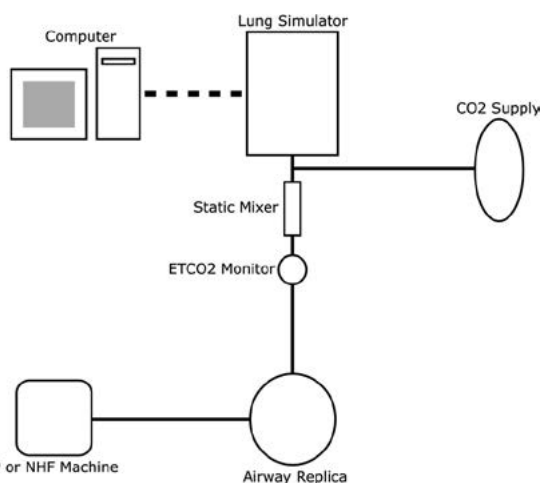 Lung Simulator
Computer
CO2 Supply
Static Mixer
ETCO2 Monitor
or NHF Machine
Airway Replica